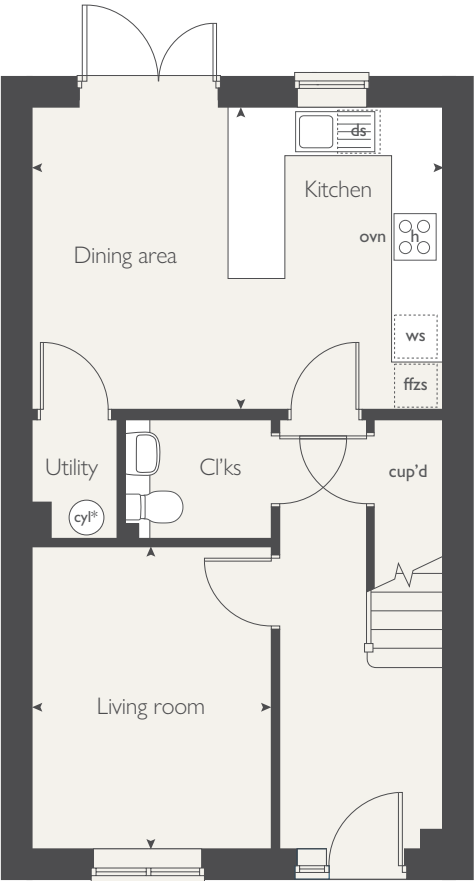 ds
Kitchen
ovn
h
Dining area
ws
ffzs
Utility
Cl'ks
cup'd
cyl*
Living room